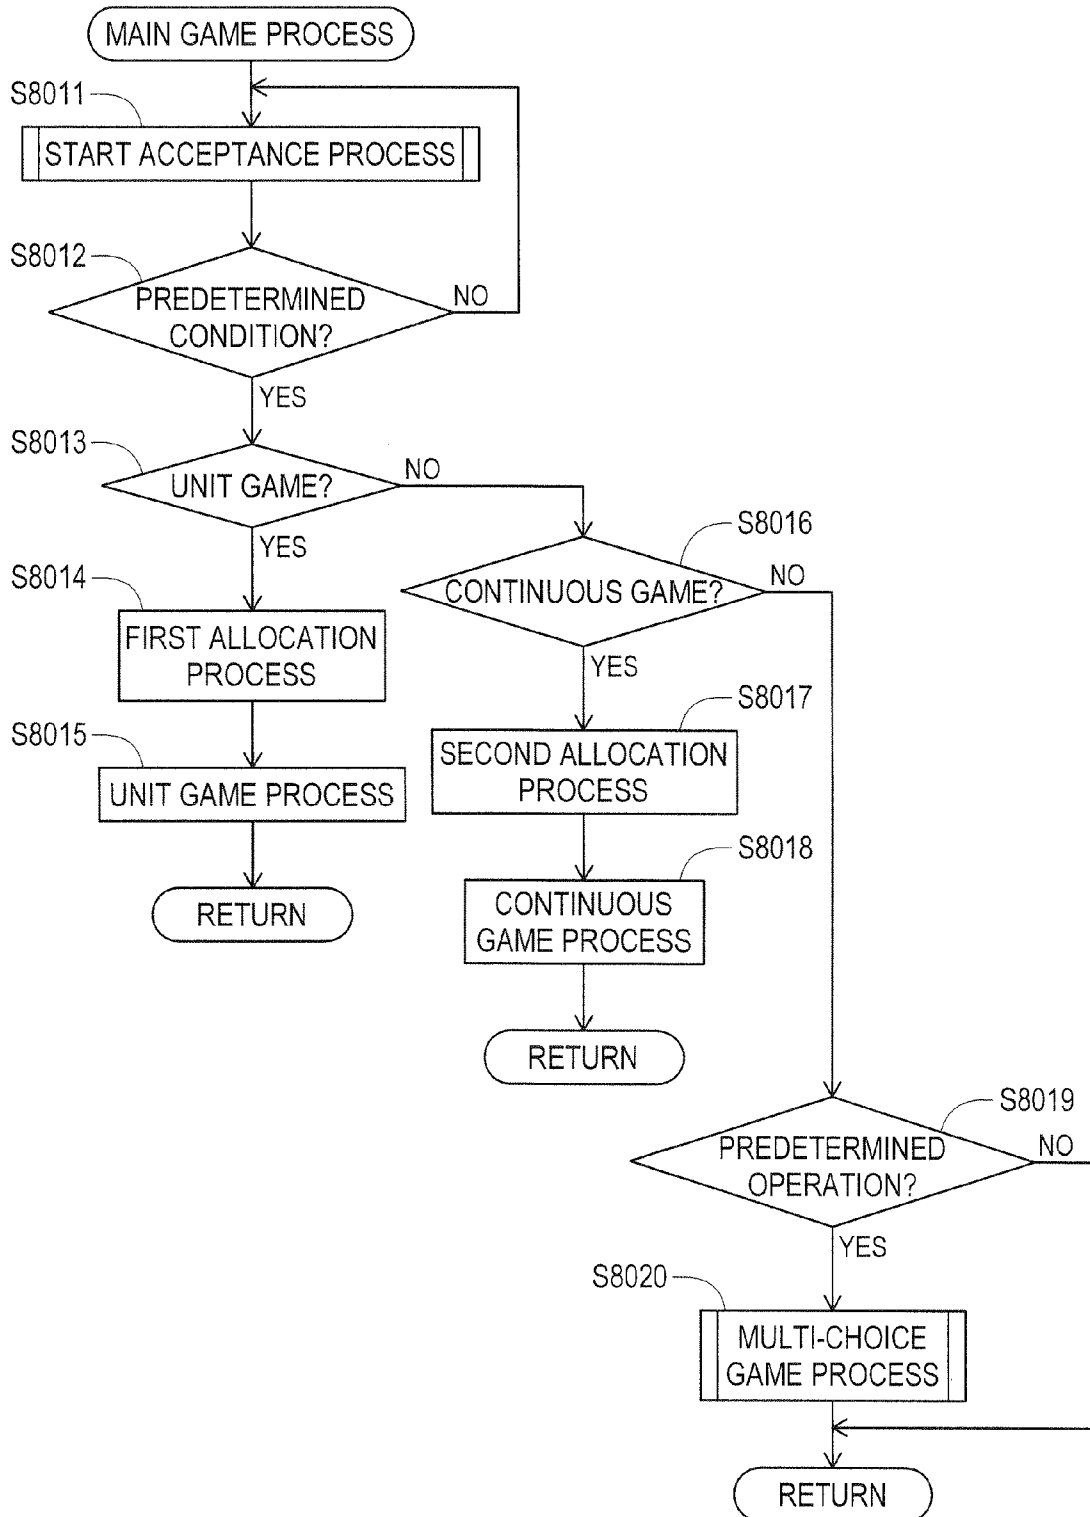 MAIN GAME PROCESS
S8011
START ACCEPTANCE PROCESS
S8012
PREDETERMINED
CONDITION?
NO
YES
S8013
UNIT GAME?
NO
YES
S8014
FIRST ALLOCATION
PROCESS
S8015
UNIT GAME PROCESS
RETURN
S8016
CONTINUOUS GAME?
NO
YES
S8017
SECOND ALLOCATION
PROCESS
S8018
CONTINUOUS
GAME PROCESS
RETURN
S8019
PREDETERMINED
OPERATION?
NO
YES
S8020
MULTI-CHOICE
GAME PROCESS
RETURN